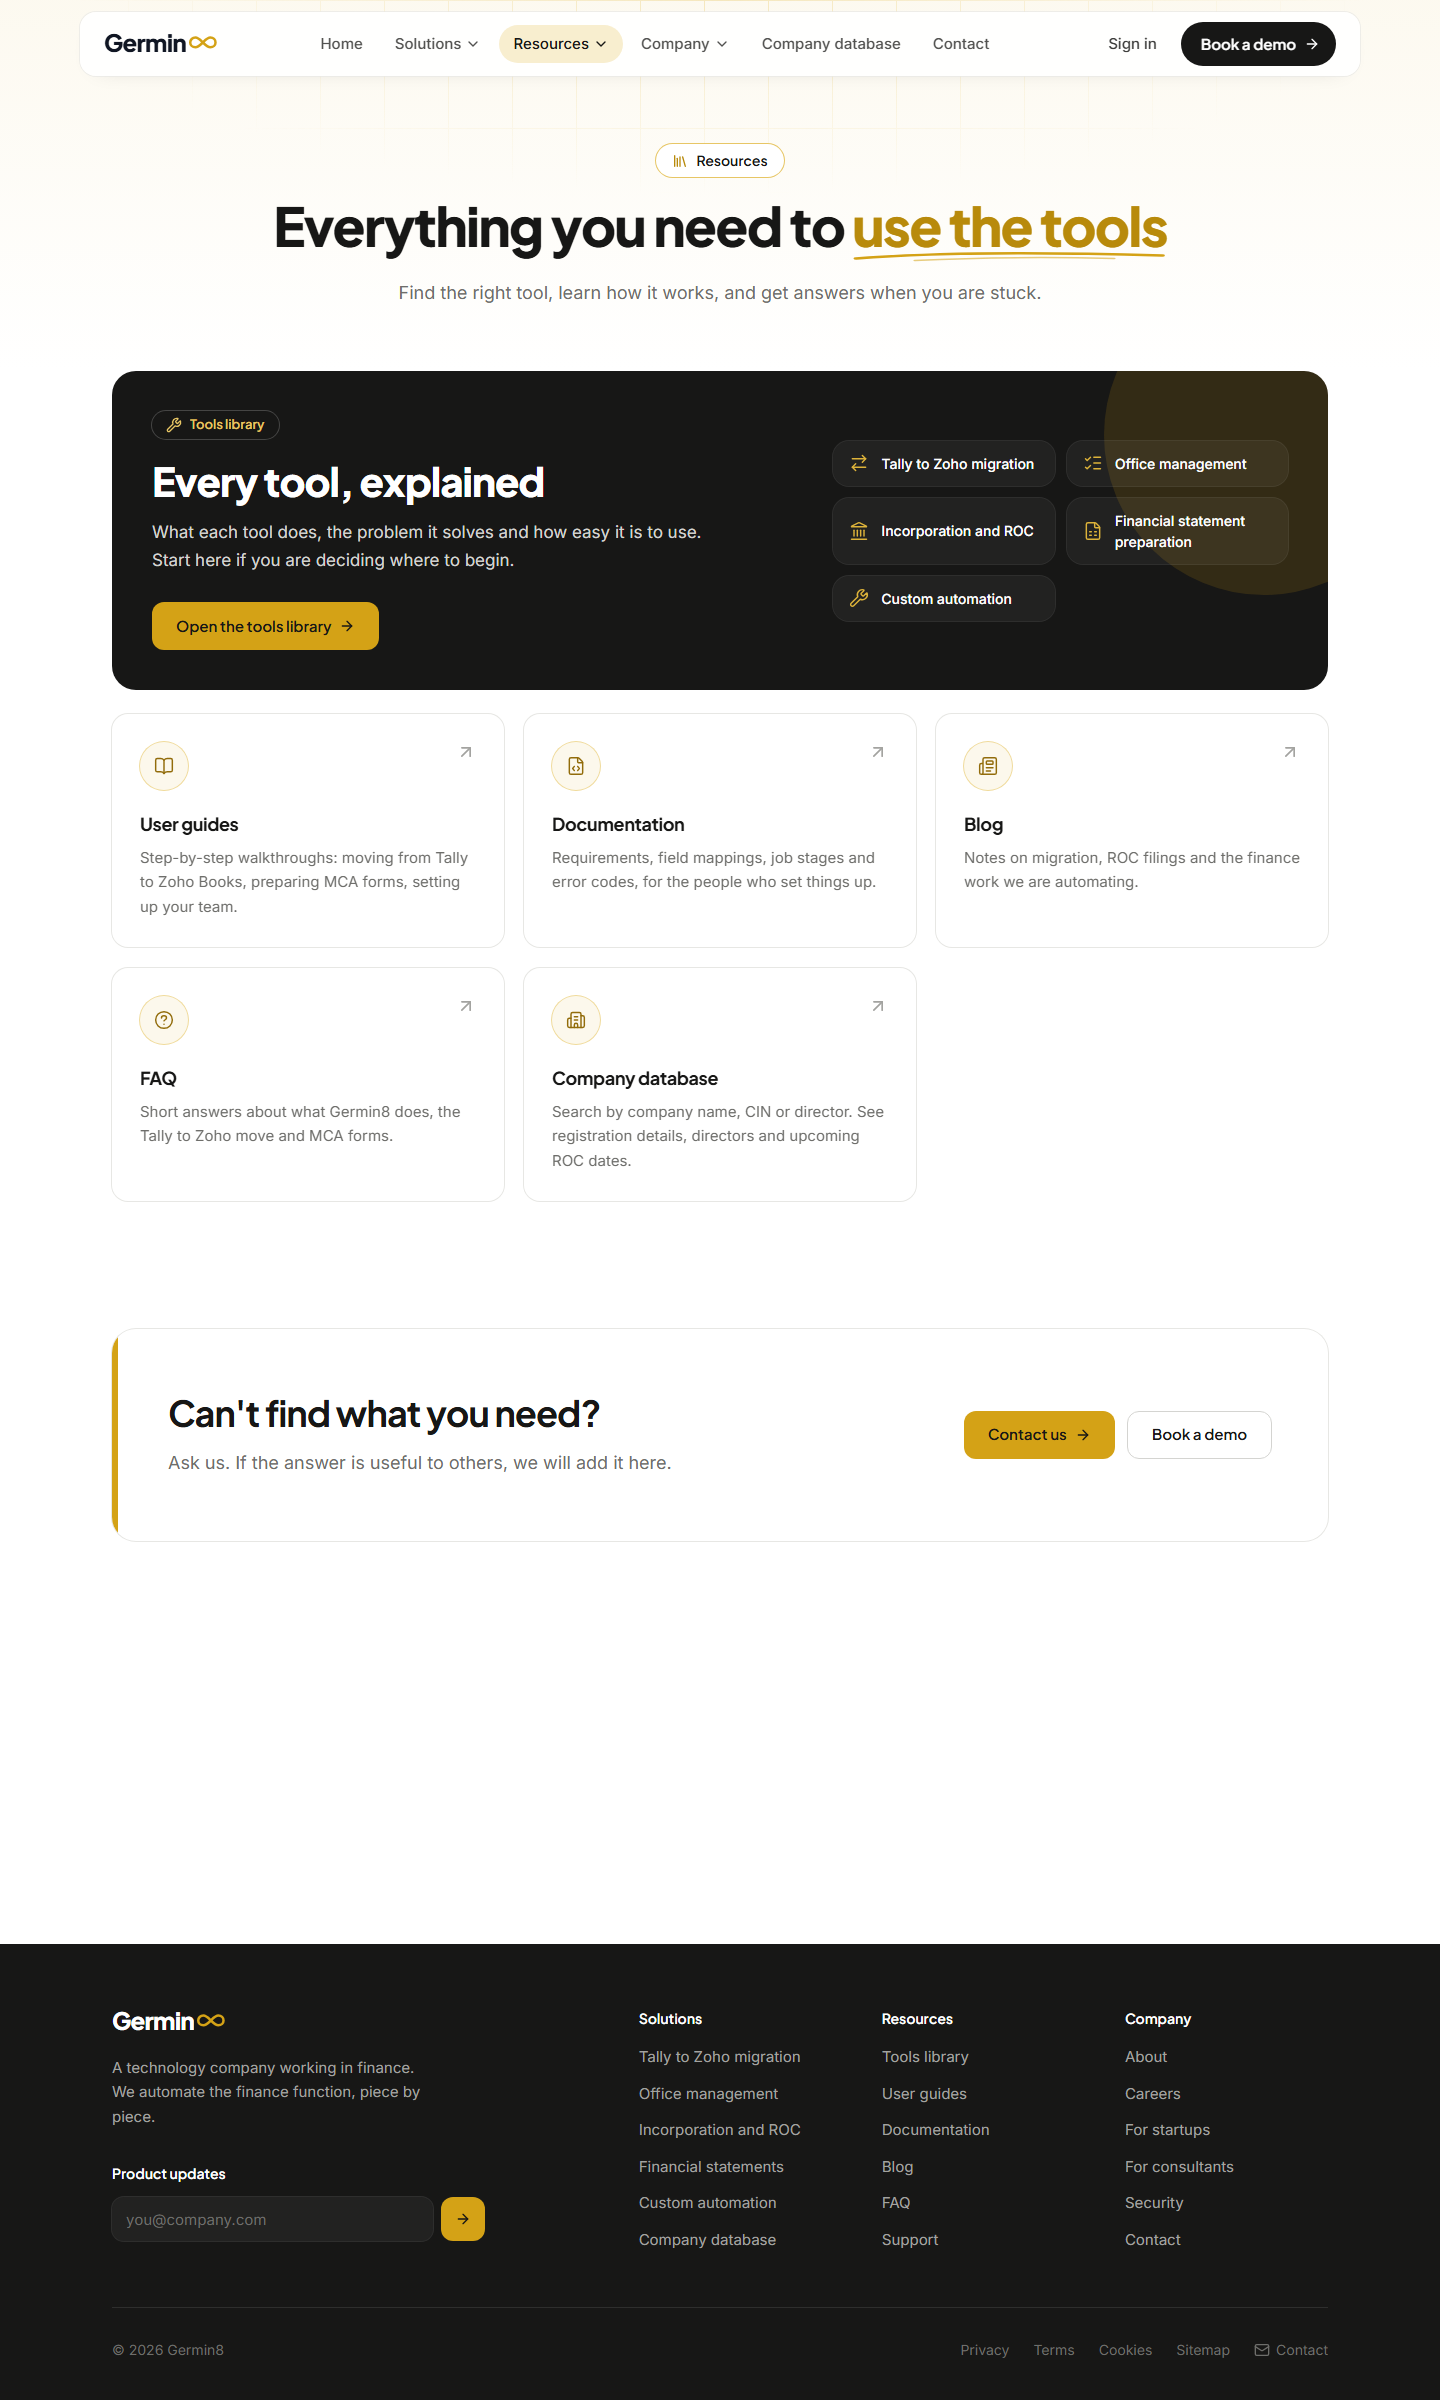 Germin
Home
Solutions
Resources
Company
Company database
Contact
Sign in
Book a demo
Resources
Everything you need to use the tools
Find the right tool, learn how it works, and get answers when you are stuck.
Tools library
Every tool, explained
What each tool does, the problem it solves and how easy it is to use.
Start here if you are deciding where to begin.
Open the tools library
Tally to Zoho migration
Office management
Incorporation and ROC
Financial statement
preparation
Custom automation
User guides
Step-by-step walkthroughs: moving from Tally
to Zoho Books, preparing MCA forms, setting
up your team.
Documentation
Requirements, field mappings, job stages and
error codes, for the people who set things up.
Blog
Notes on migration, ROC filings and the finance
work we are automating.
FAQ
Short answers about what Germin8 does, the
Tally to Zoho move and MCA forms.
Company database
Search by company name, CIN or director. See
registration details, directors and upcoming
ROC dates.
Can't find what you need?
Ask us. If the answer is useful to others, we will add it here.
Contact us
Book a demo
Germin
A technology company working in finance.
We automate the finance function, piece by
piece.
Product updates
you@company.com
Solutions
Tally to Zoho migration
Office management
Incorporation and ROC
Financial statements
Custom automation
Company database
Resources
Tools library
User guides
Documentation
Blog
FAQ
Support
Company
About
Careers
For startups
For consultants
Security
Contact
© 2026 Germin8
Privacy
Terms
Cookies
Sitemap
Contact